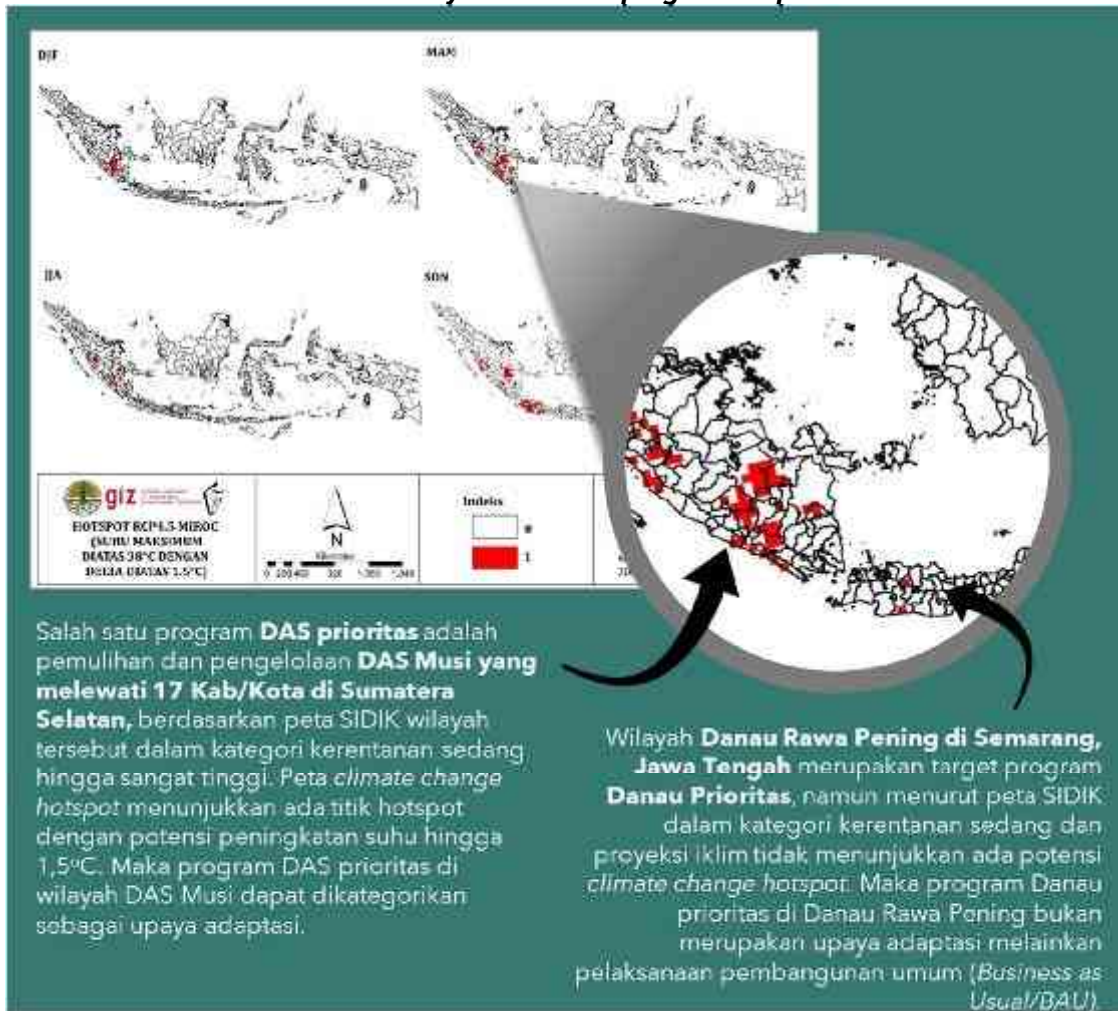 DJF
MAM
JJA
SON
giz
HOTSPOT RCP4.5 MIROC
(SUHU MAKSIMUM
DIATAS 38°C DENGAN
DELTA DIATAS 1.5°C)
N
Kilometer
Indeks
0
1
Salah satu program DAS prioritas adalah
pemulihan dan pengelolaan DAS Musi yang
melewati 17 Kab/Kota di Sumatera
Selatan, berdasarkan peta SIDIK wilayah
tersebut dalam kategori kerentanan sedang
hingga sangat tinggi. Peta climate change
hotspot menunjukkan ada titik hotspot
dengan potensi peningkatan suhu hingga
1,5°C. Maka program DAS prioritas di
wilayah DAS Musi dapat dikategorikan
sebagai upaya adaptasi.
Wilayah Danau Rawa Pening di Semarang,
Jawa Tengah merupakan target program
Danau Prioritas, namun menurut peta SIDIK
dalam kategori kerentanan sedang dan
proyeksi iklim tidak menunjukkan ada potensi
climate change hotspot. Maka program Danau
prioritas di Danau Rawa Pening bukan
merupakan upaya adaptasi melainkan
pelaksanaan pembangunan umum (Business as
Usual/BAU).